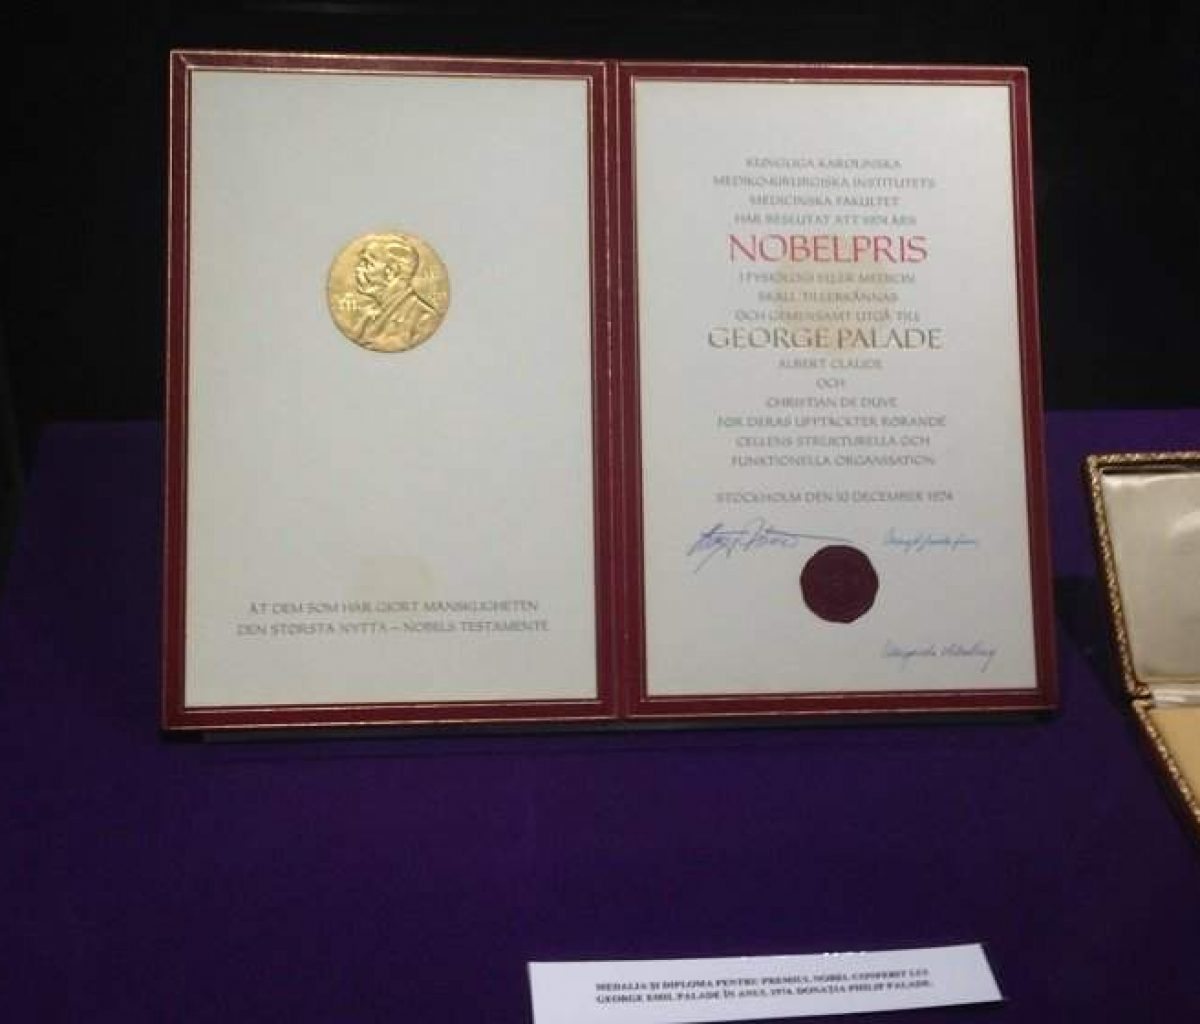 ÅT DEM SOM HAR GJORT MÄNSKLIGHETEN
DEN STÖRSTA NYTTA – NOBELS TESTAMENTE
KUNGLIGA KAROLINSKA
MEDIKO-KIRURGISKA INSTITUTETS
MEDICINSKA FAKULTET
HAR BESLUTAT ATT 1974 ÅRS
NOBELPRIS
I FYSIOLOGI ELLER MEDICIN
SKALL TILLERKÄNNAS
OCH GEMENSAMT UTGÅ TILL
GEORGE PALADE
ALBERT CLAUDE
OCH
CHRISTIAN DE DUVE
FÖR DERAS UPPTÄCKTER RÖRANDE
CELLENS STRUKTURELLA OCH
FUNKTIONELLA ORGANISATION
STOCKHOLM DEN 10 DECEMBER 1974
MEDALIA ŞI DIPLOMA PENTRU PREMIUL NOBEL CONFERIT LUI
GEORGE EMIL PALADE ÎN ANUL 1974. DONAŢIA PHILIP PALADE.